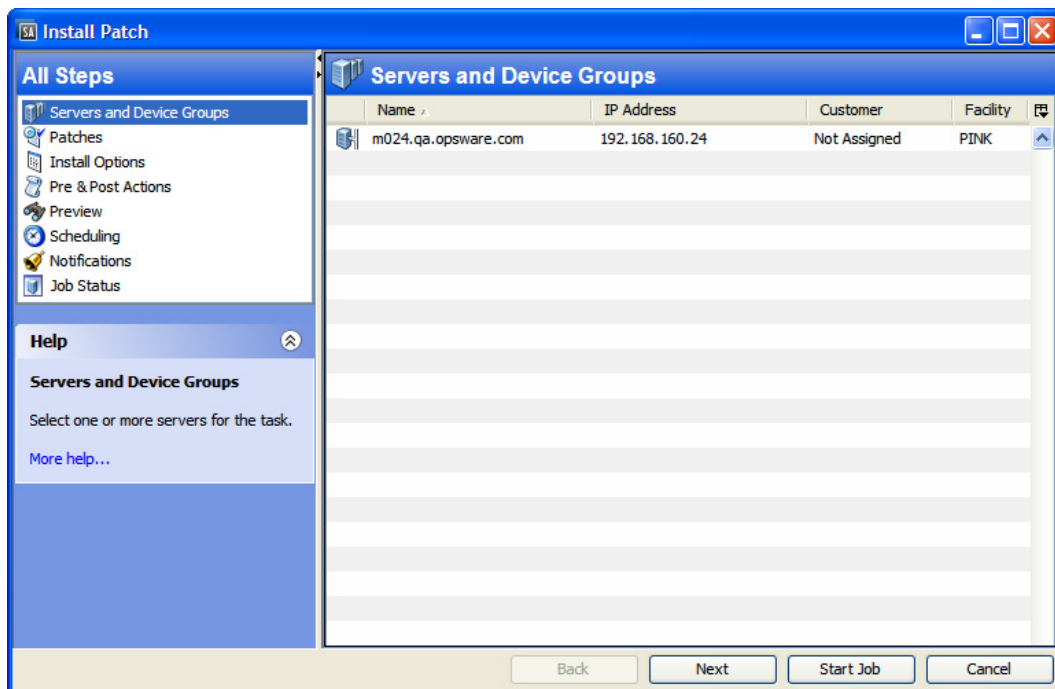 SA Install Patch
All Steps
Servers and Device Groups
Patches
Install Options
Pre & Post Actions
Preview
Scheduling
Notifications
Job Status
Help
Servers and Device Groups
Select one or more servers for the task.
More help...
Servers and Device Groups
Name IP Address Customer Facility
m024.qa.opsware.com 192.168.160.24 Not Assigned PINK
Back Next Start Job Cancel